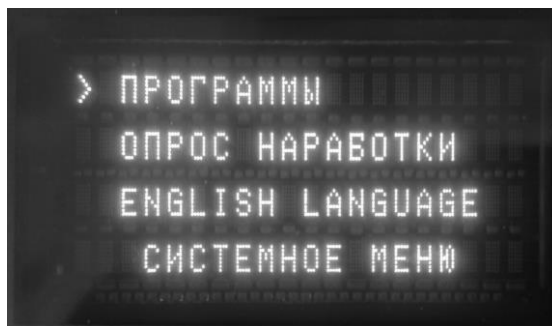 > ПРОГРАММЫ
ОПРОС НАРАБОТКИ
ENGLISH LANGUAGE
СИСТЕМНОЕ МЕНЮ